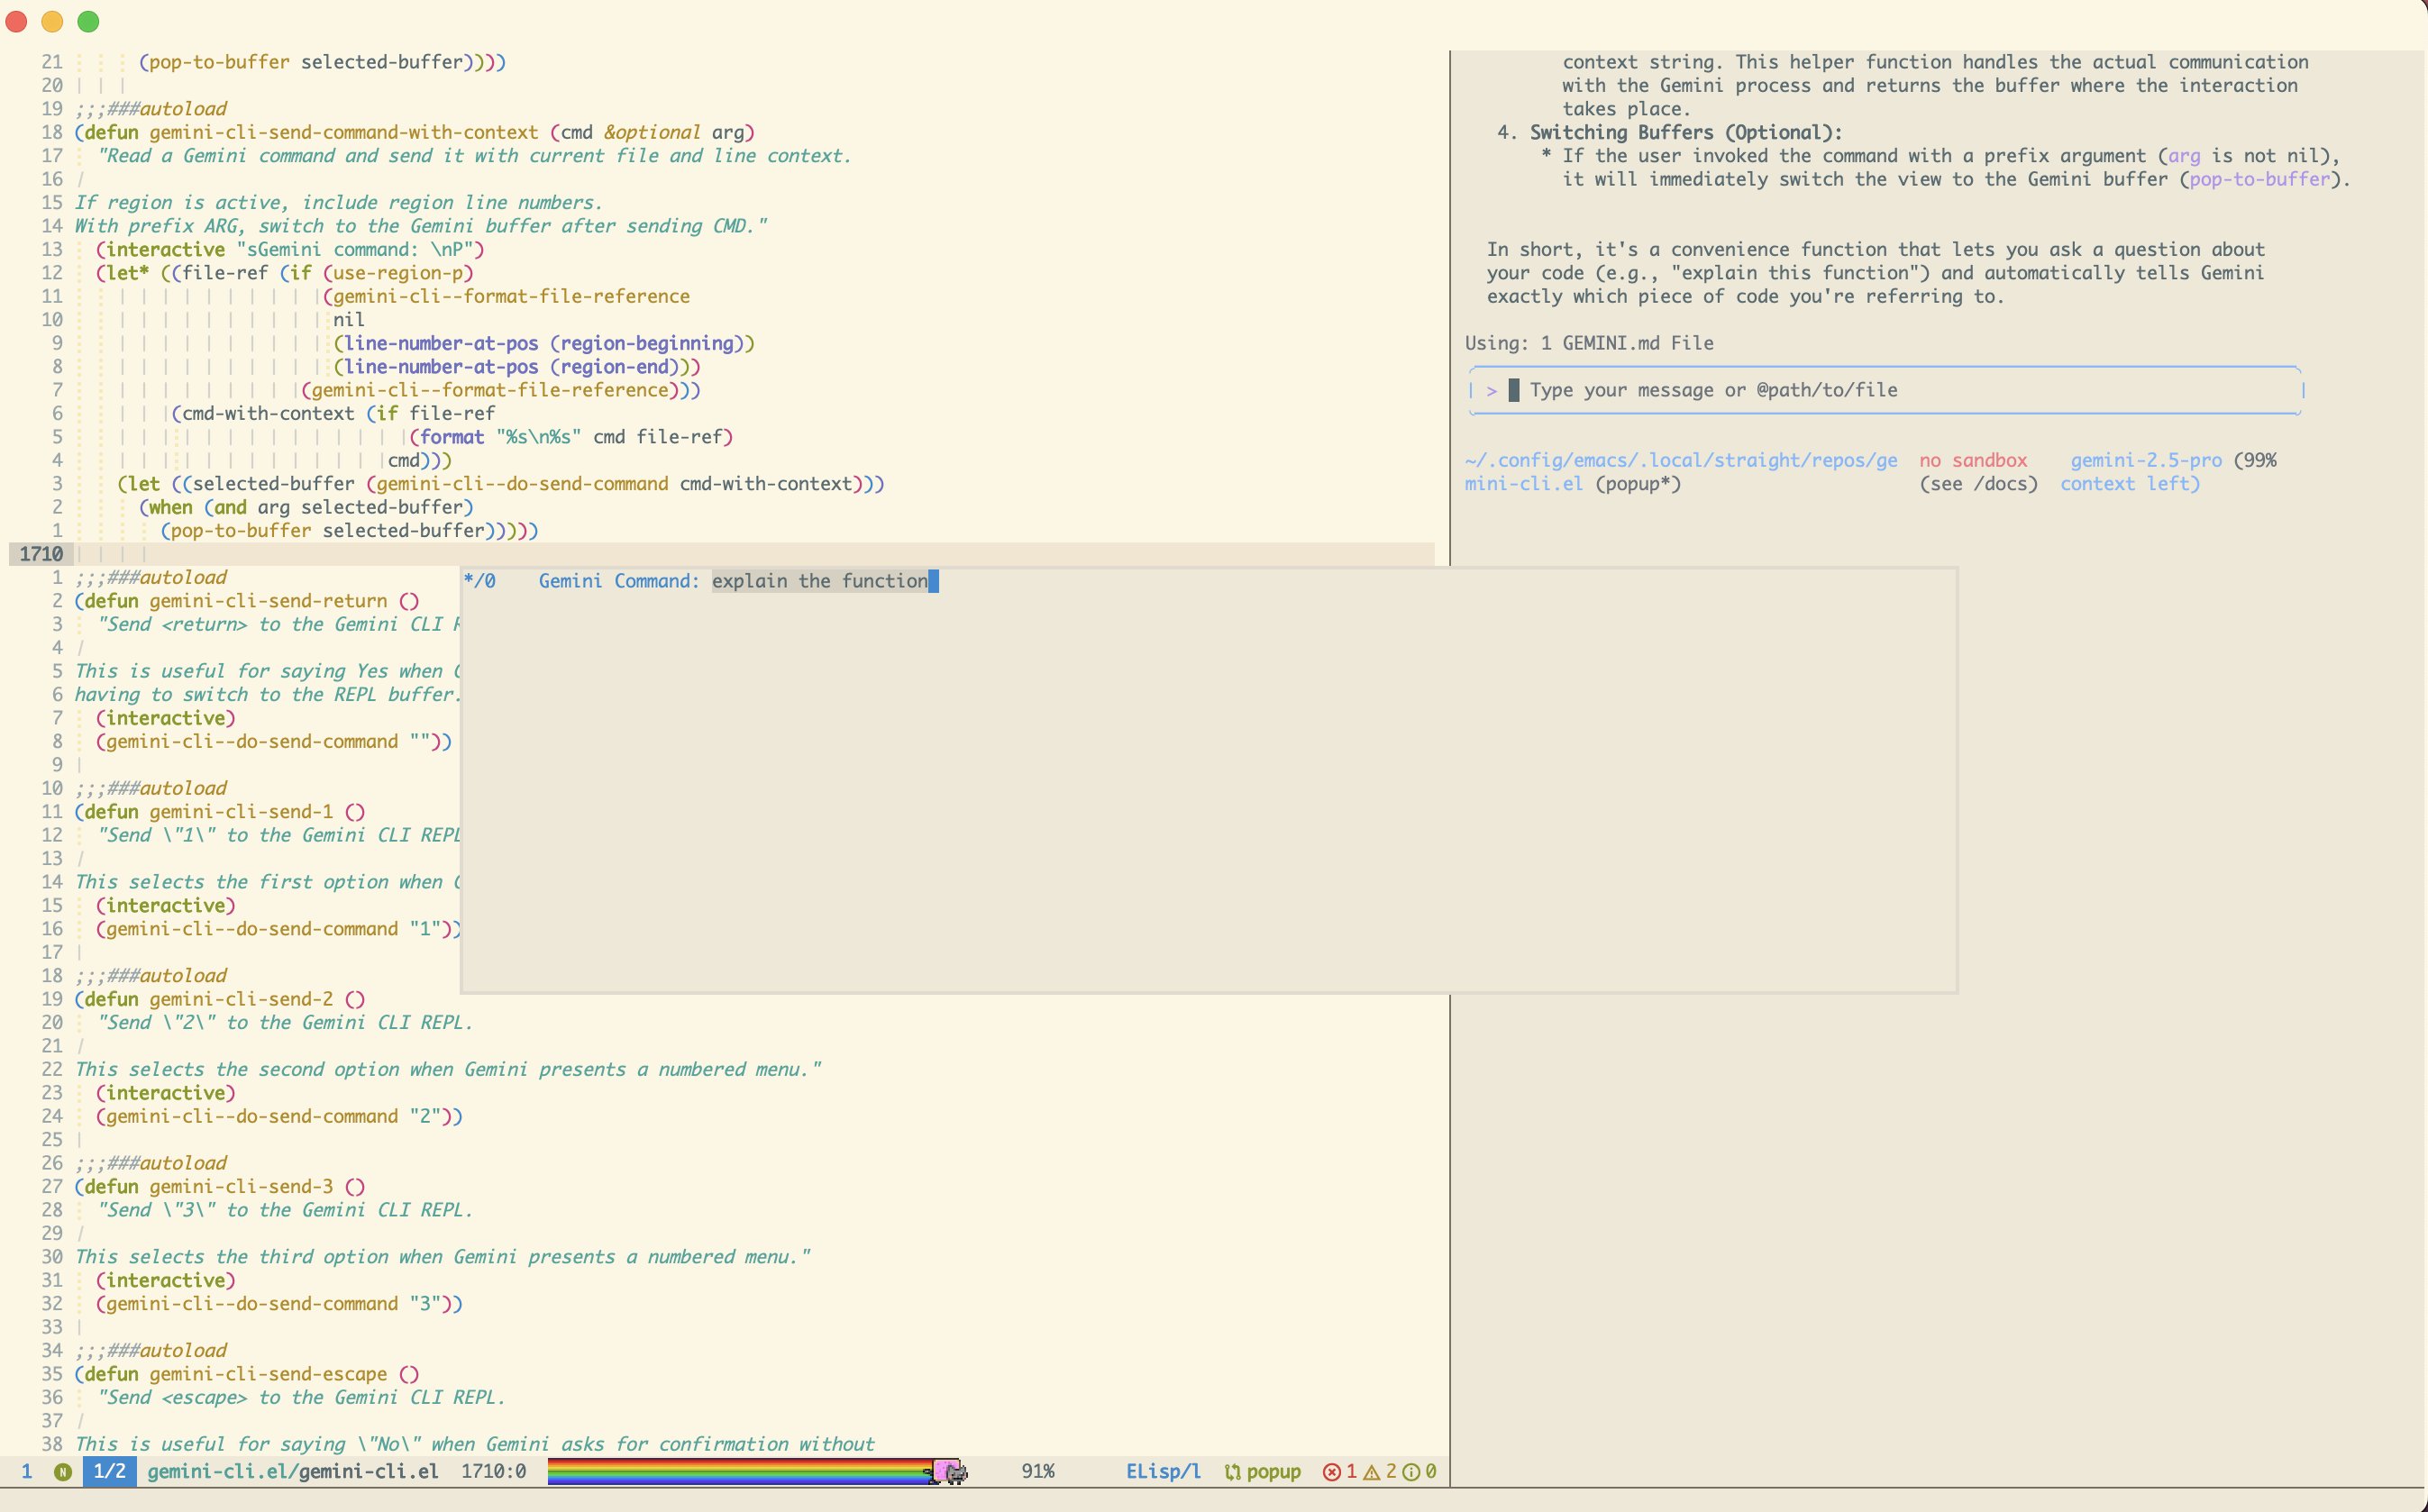 21 (pop-to-buffer selected-buffer))))
20
19 ;;;###autoload
18 (defun gemini-cli-send-command-with-context (cmd &optional arg)
17 "Read a Gemini command and send it with current file and line context.
16
15 If region is active, include region line numbers.
14 With prefix ARG, switch to the Gemini buffer after sending CMD."
13 (interactive "sGemini command: \nP")
12 (let* ((file-ref (if (use-region-p)
11 (gemini-cli--format-file-reference
10 nil
9 (line-number-at-pos (region-beginning))
8 (line-number-at-pos (region-end)))
7 (gemini-cli--format-file-reference)))
6 (cmd-with-context (if file-ref
5 (format "%s\n%s" cmd file-ref)
4 cmd)))
3 (let ((selected-buffer (gemini-cli--do-send-command cmd-with-context)))
2 (when (and arg selected-buffer)
1 (pop-to-buffer selected-buffer)))))
1710
1 ;;;###autoload
2 (defun gemini-cli-send-return ()
3 "Send <return> to the Gemini CLI R
4
5 This is useful for saying Yes when G
6 having to switch to the REPL buffer.
7 (interactive)
8 (gemini-cli--do-send-command ""))
9
10 ;;;###autoload
11 (defun gemini-cli-send-1 ()
12 "Send \"1\" to the Gemini CLI REPL
13
14 This selects the first option when G
15 (interactive)
16 (gemini-cli--do-send-command "1"))
17
18 ;;;###autoload
19 (defun gemini-cli-send-2 ()
20 "Send \"2\" to the Gemini CLI REPL.
21
22 This selects the second option when Gemini presents a numbered menu."
23 (interactive)
24 (gemini-cli--do-send-command "2"))
25
26 ;;;###autoload
27 (defun gemini-cli-send-3 ()
28 "Send \"3\" to the Gemini CLI REPL.
29
30 This selects the third option when Gemini presents a numbered menu."
31 (interactive)
32 (gemini-cli--do-send-command "3"))
33
34 ;;;###autoload
35 (defun gemini-cli-send-escape ()
36 "Send <escape> to the Gemini CLI REPL.
37
38 This is useful for saying \"No\" when Gemini asks for confirmation without
*/0 Gemini Command: explain the function
context string. This helper function handles the actual communication
with the Gemini process and returns the buffer where the interaction
takes place.
4. Switching Buffers (Optional):
* If the user invoked the command with a prefix argument (arg is not nil),
it will immediately switch the view to the Gemini buffer (pop-to-buffer).
In short, it's a convenience function that lets you ask a question about
your code (e.g., "explain this function") and automatically tells Gemini
exactly which piece of code you're referring to.
Using: 1 GEMINI.md File
> Type your message or @path/to/file
~/.config/emacs/.local/straight/repos/ge no sandbox gemini-2.5-pro (99%
mini-cli.el (popup*) (see /docs) context left)
1 N 1/2 gemini-cli.el/gemini-cli.el 1710:0 91% ELisp/l popup 1 2 0